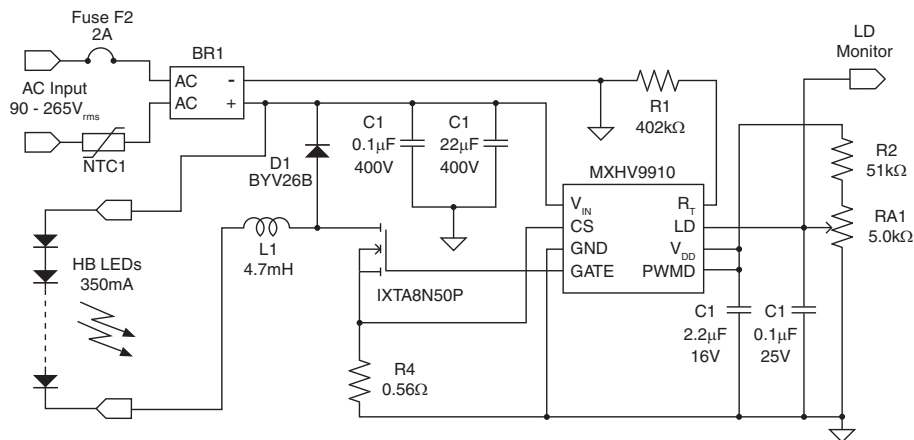 Fuse F2
2A
BR1
AC
-
AC
+
AC Input
90 - 265Vrms
NTC1
D1
BYV26B
C1
0.1µF
400V
C1
22µF
400V
R1
402kΩ
LD
Monitor
R2
51kΩ
RA1
5.0kΩ
MXHV9910
VIN
CS
GND
GATE
RT
LD
VDD
PWMD
L1
4.7mH
IXTA8N50P
HB LEDs
350mA
R4
0.56Ω
C1
2.2µF
16V
C1
0.1µF
25V